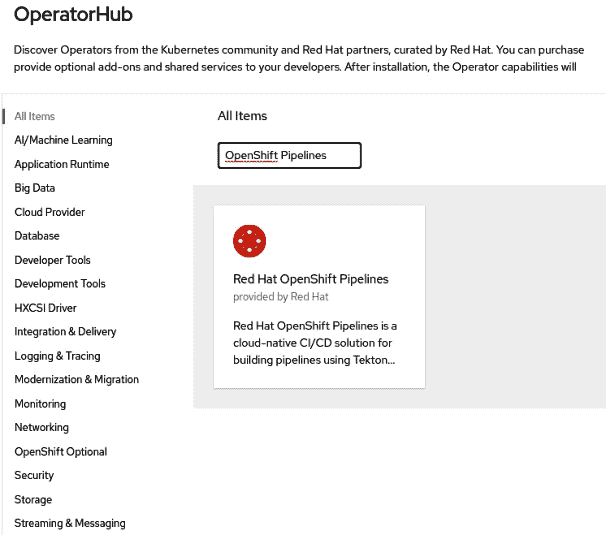 OperatorHub
Discover Operators from the Kubernetes community and Red Hat partners, curated by Red Hat. You can purchase
provide optional add-ons and shared services to your developers. After installation, the Operator capabilities will
All Items
AI/Machine Learning
Application Runtime
Big Data
Cloud Provider
Database
Developer Tools
Development Tools
HXCSI Driver
Integration & Delivery
Logging & Tracing
Modernization & Migration
Monitoring
Networking
OpenShift Optional
Security
Storage
Streaming & Messaging
All Items
OpenShift Pipelines
Red Hat OpenShift Pipelines
provided by Red Hat
Red Hat OpenShift Pipelines is a
cloud-native CI/CD solution for
building pipelines using Tekton...